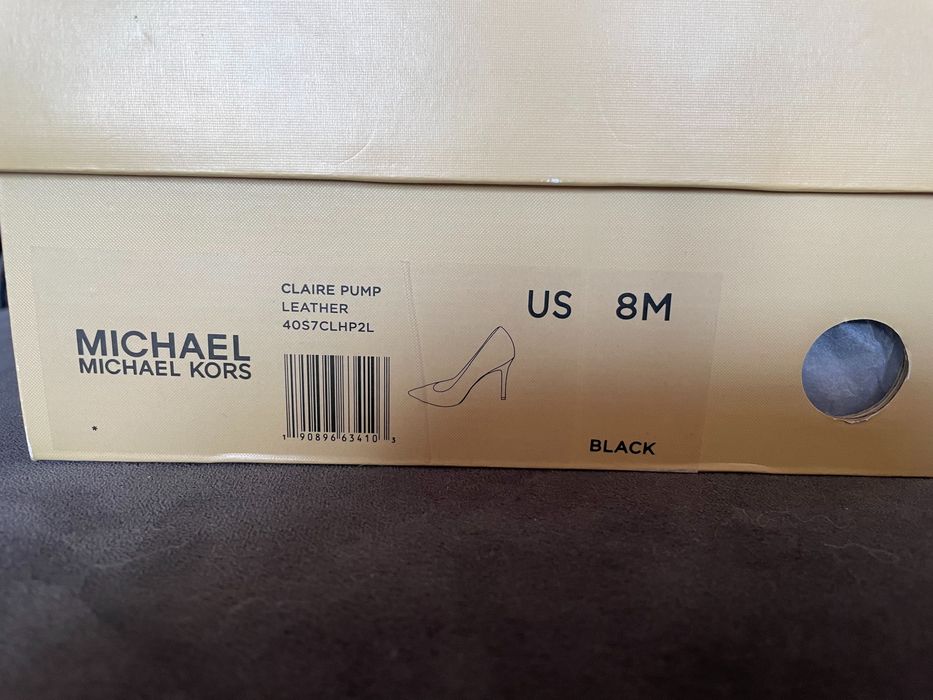 MICHAEL
MICHAEL KORS
*
CLAIRE PUMP
LEATHER
40S7CLHP2L
1 90896 63410 3
US 8M
BLACK